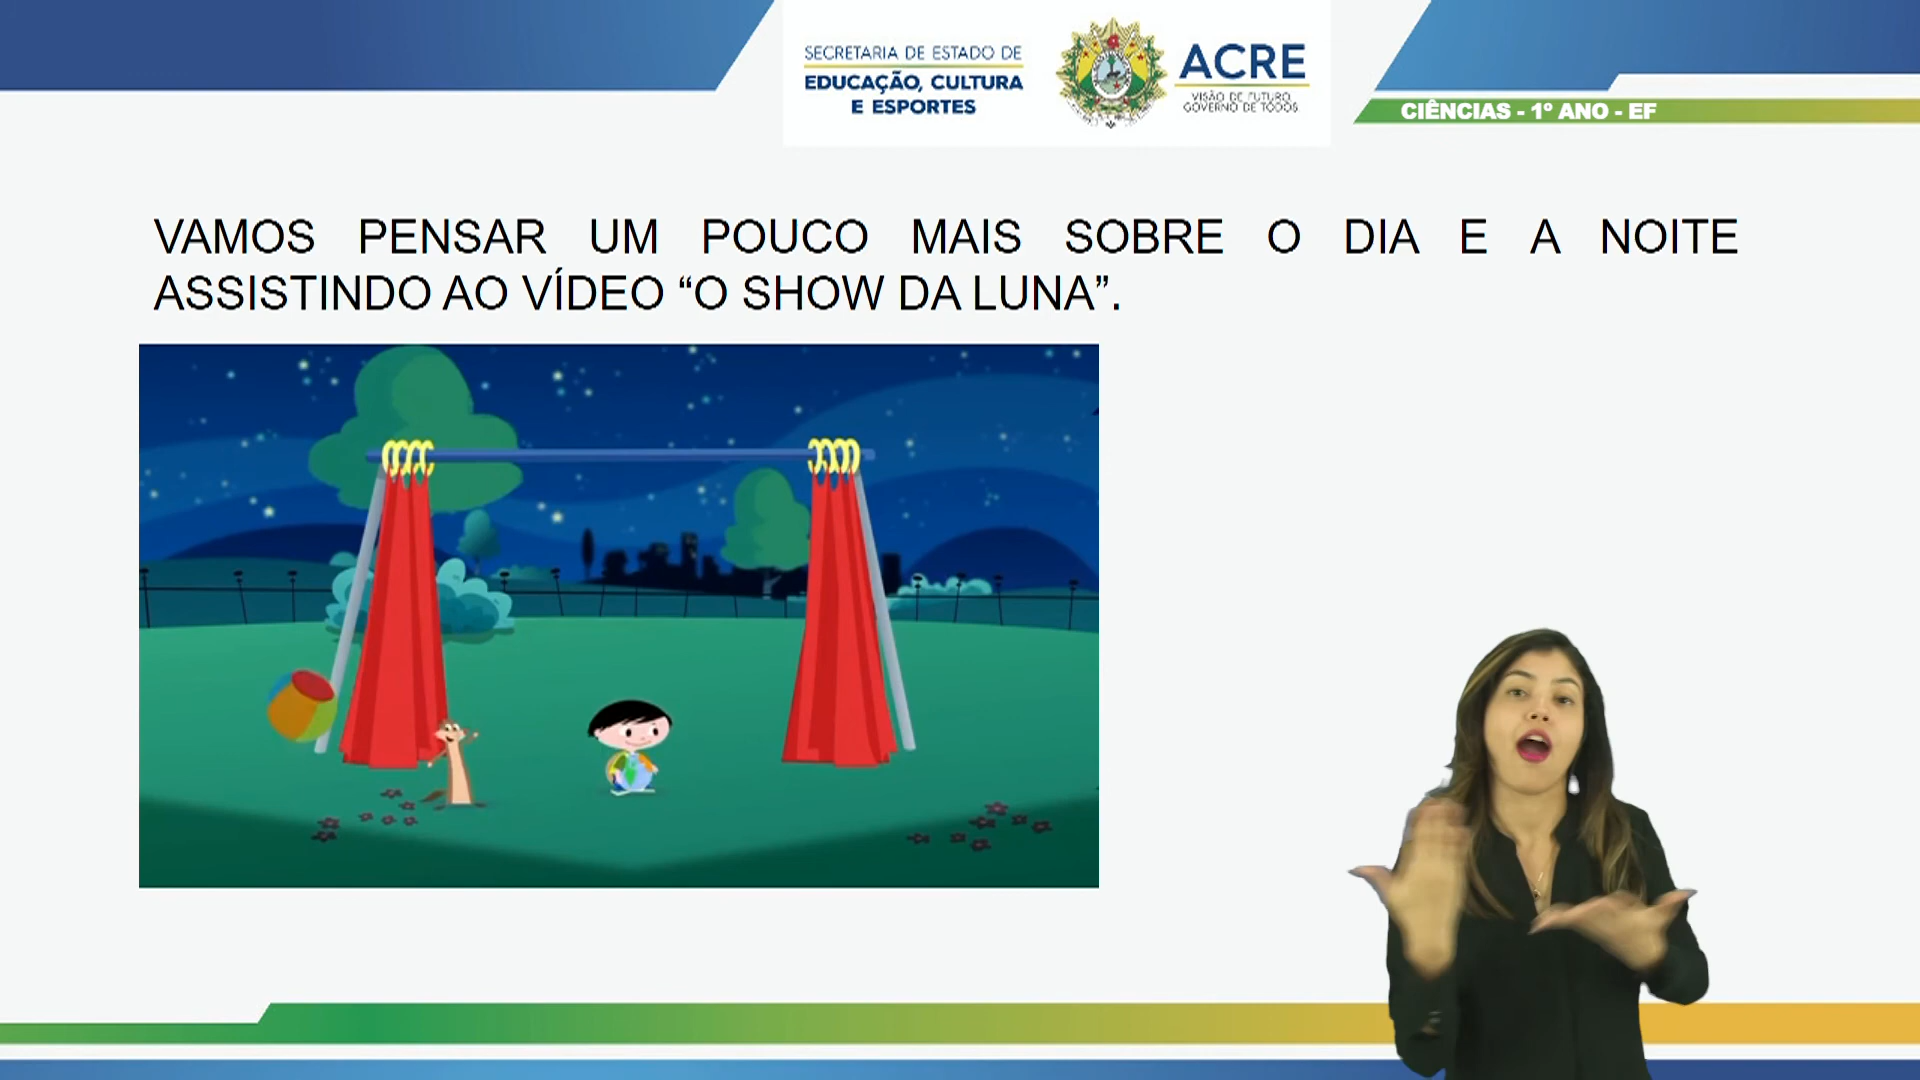 SECRETARIA DE ESTADO DE
EDUCAÇÃO, CULTURA
E ESPORTES
ACRE
VISÃO DE FUTURO,
GOVERNO DE TODOS
CIÊNCIAS - 1º ANO - EF
VAMOS PENSAR UM POUCO MAIS SOBRE O DIA E A NOITE
ASSISTINDO AO VÍDEO “O SHOW DA LUNA”.